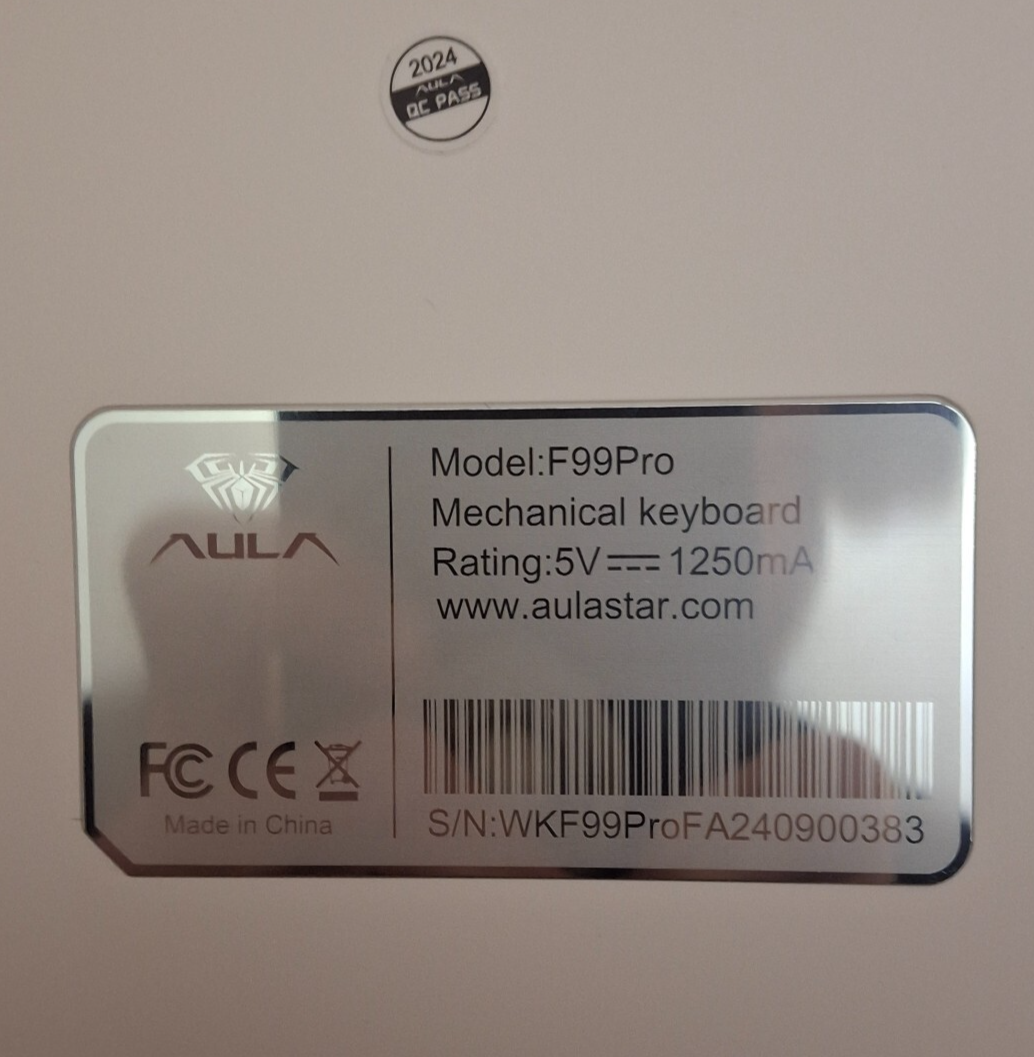 2024
AULA
QC PASS
AULA
Model:F99Pro
Mechanical keyboard
Rating:5V⎓1250mA
www.aulastar.com
FC CE
Made in China
S/N:WKF99ProFA240900383